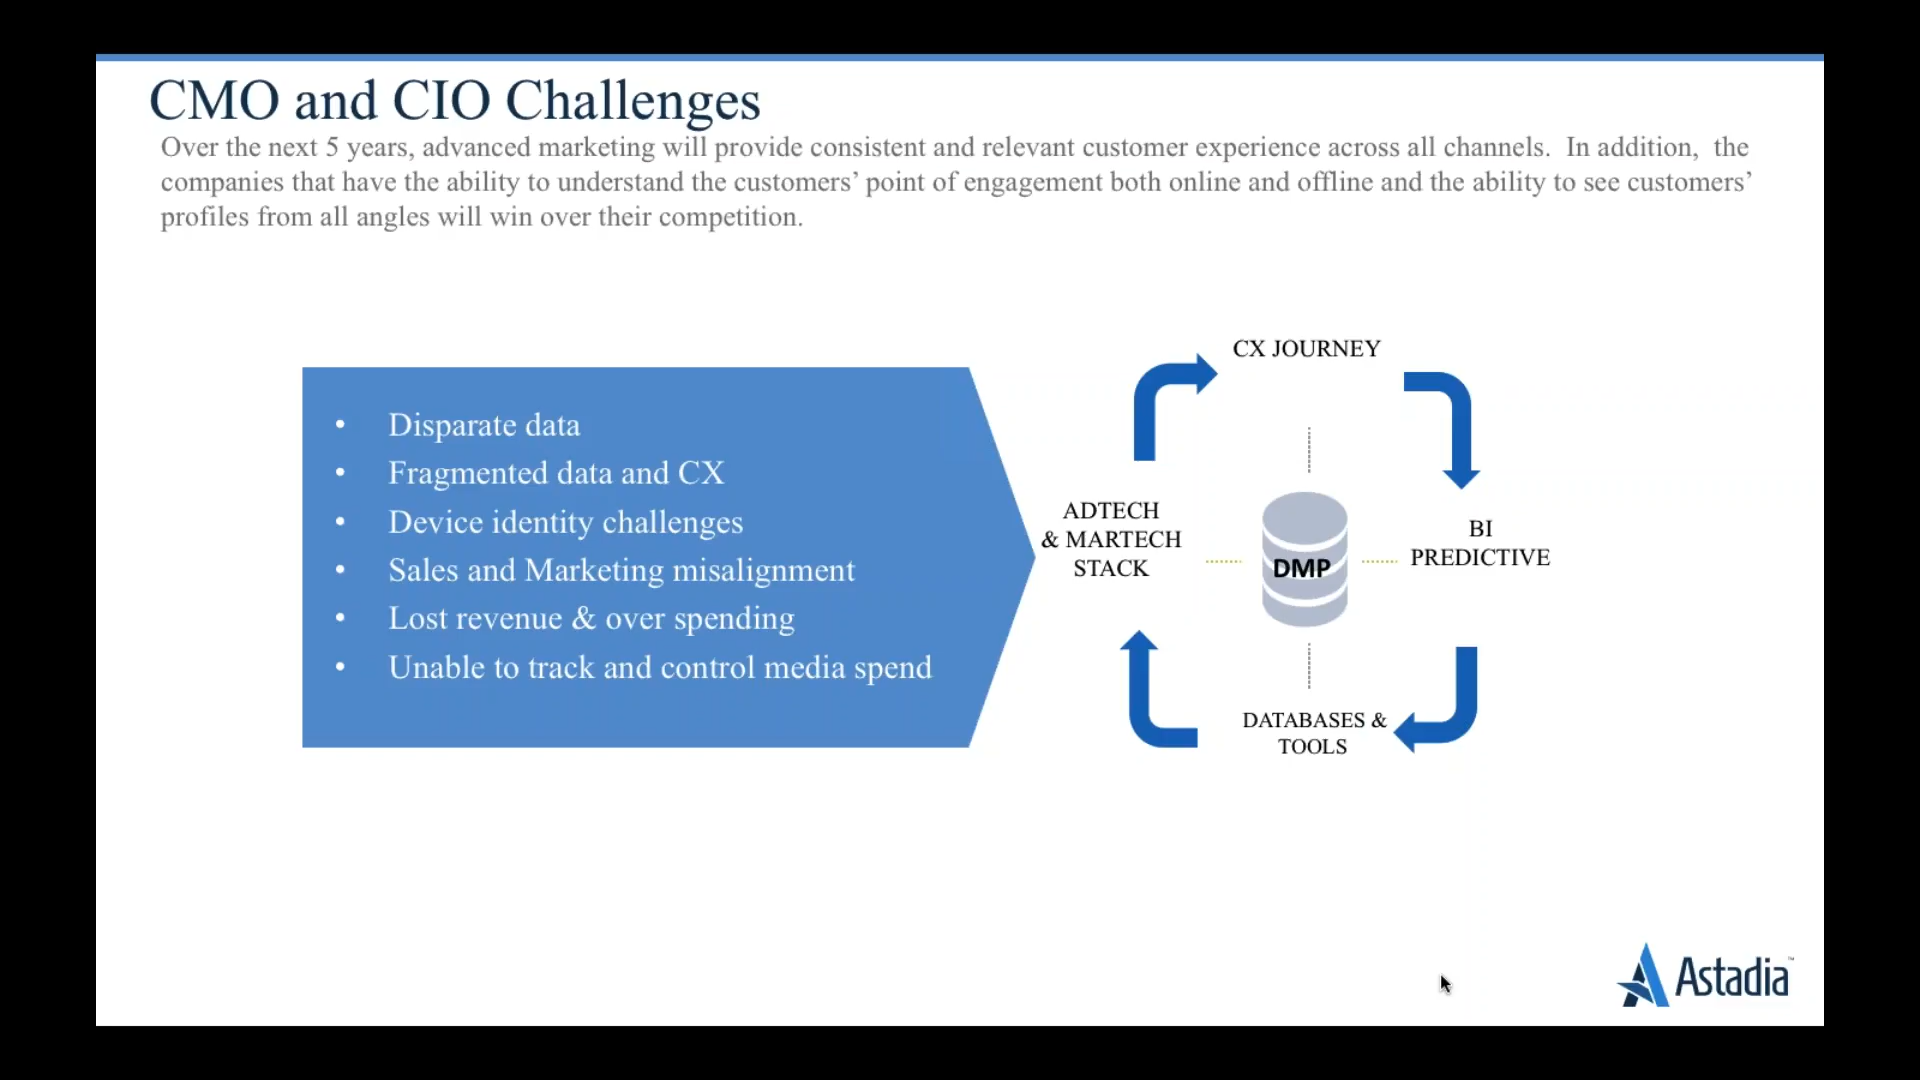 CMO and CIO Challenges
Over the next 5 years, advanced marketing will provide consistent and relevant customer experience across all channels.  In addition,  the
companies that have the ability to understand the customers’ point of engagement both online and offline and the ability to see customers’
profiles from all angles will win over their competition.
• Disparate data
• Fragmented data and CX
• Device identity challenges
• Sales and Marketing misalignment
• Lost revenue & over spending
• Unable to track and control media spend
CX JOURNEY
ADTECH
& MARTECH
STACK
DMP
BI
PREDICTIVE
DATABASES &
TOOLS
Astadia™